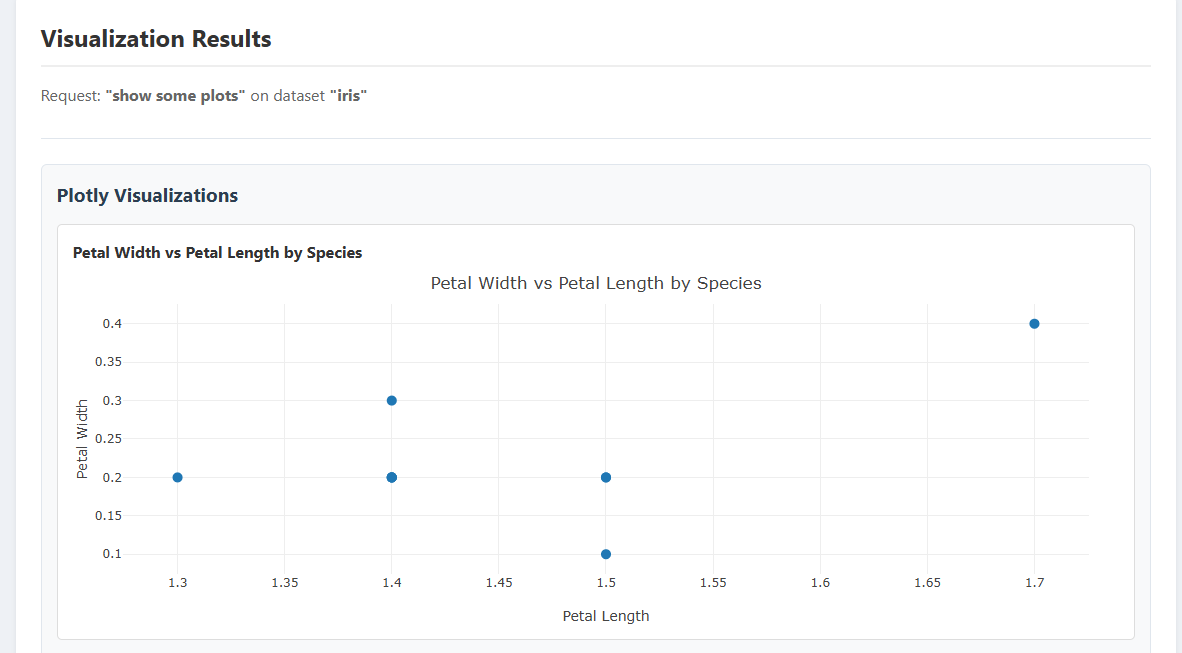 Visualization Results
Request: "show some plots" on dataset "iris"
Plotly Visualizations
Petal Width vs Petal Length by Species
Petal Width vs Petal Length by Species
0.4
0.35
0.3
0.25
0.2
0.15
0.1
Petal Width
1.3 1.35 1.4 1.45 1.5 1.55 1.6 1.65 1.7
Petal Length